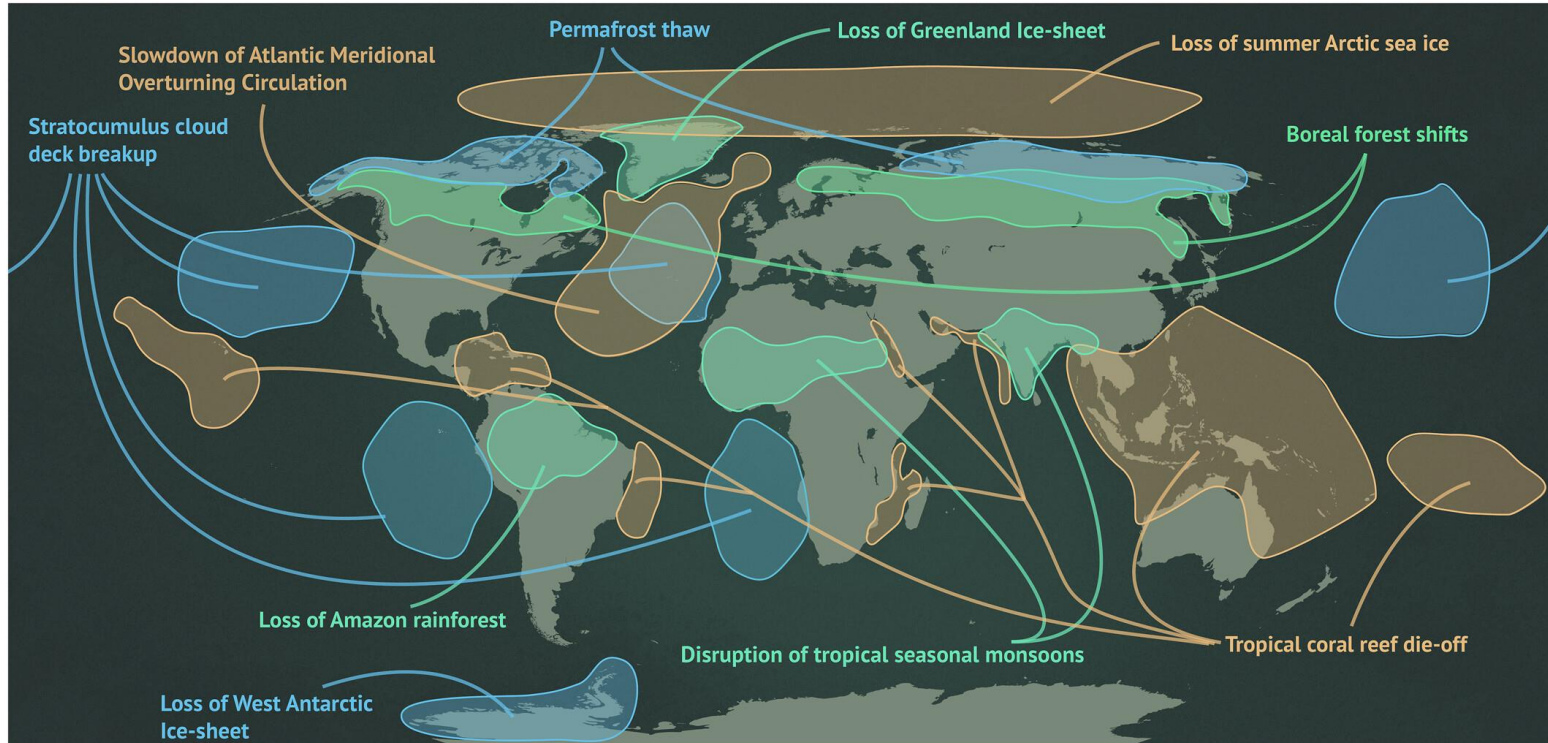 Permafrost thaw
Loss of Greenland Ice-sheet
Loss of summer Arctic sea ice
Slowdown of Atlantic Meridional
Overturning Circulation
Stratocumulus cloud
deck breakup
Boreal forest shifts
Loss of Amazon rainforest
Disruption of tropical seasonal monsoons
Tropical coral reef die-off
Loss of West Antarctic
Ice-sheet